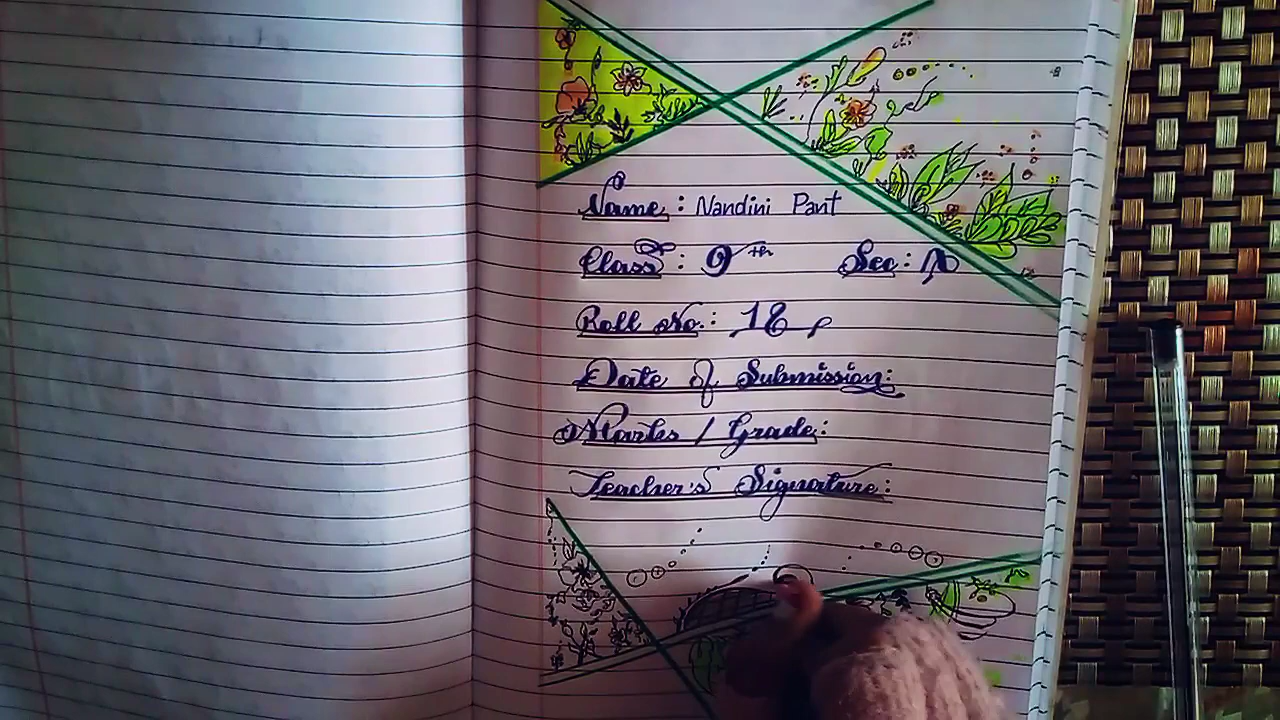 Name : Nandini Pant
Class : 9th Sec : A
Roll No. : 18
Date of Submission :
Marks / Grade :
Teacher's Signature :